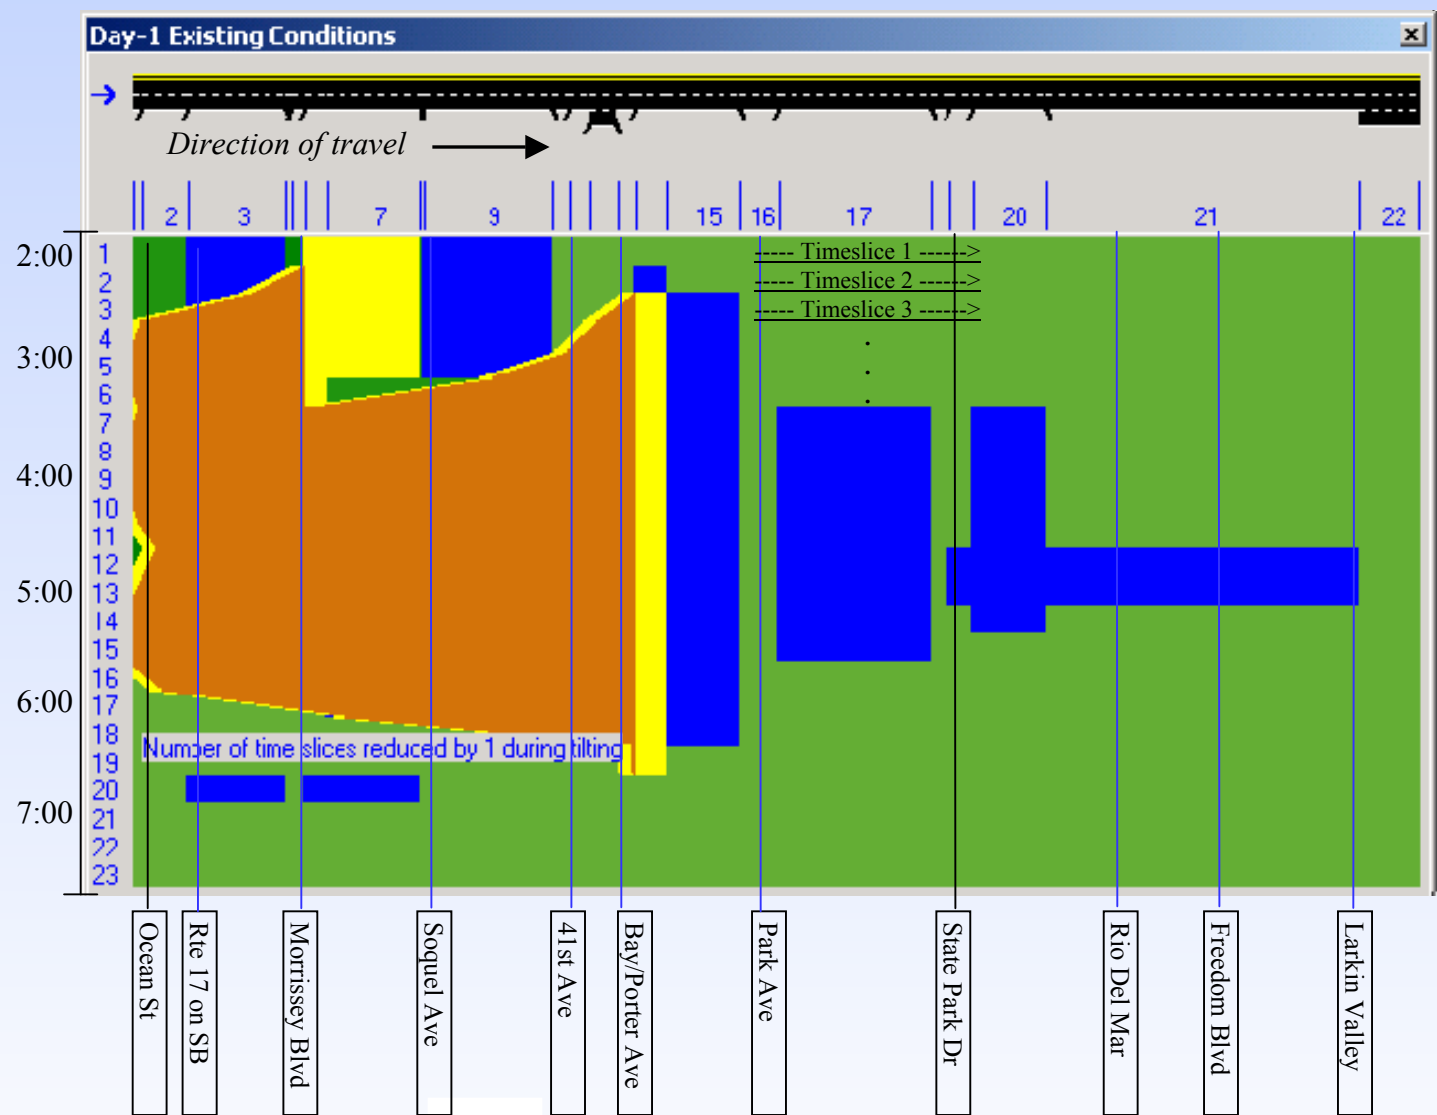 Day-1 Existing Conditions
Direction of travel
2 3 7 9 15 16 17 20 21 22
2:00
3:00
4:00
5:00
6:00
7:00
1
2
3
4
5
6
7
8
9
10
11
12
13
14
15
16
17
18
19
20
21
22
23
----- Timeslice 1 ------>
----- Timeslice 2 ------>
----- Timeslice 3 ------>
.
.
.
Number of time slices reduced by 1 during tilting
Ocean St
Rte 17 on SB
Morrissey Blvd
Soquel Ave
41st Ave
Bay/Porter Ave
Park Ave
State Park Dr
Rio Del Mar
Freedom Blvd
Larkin Valley